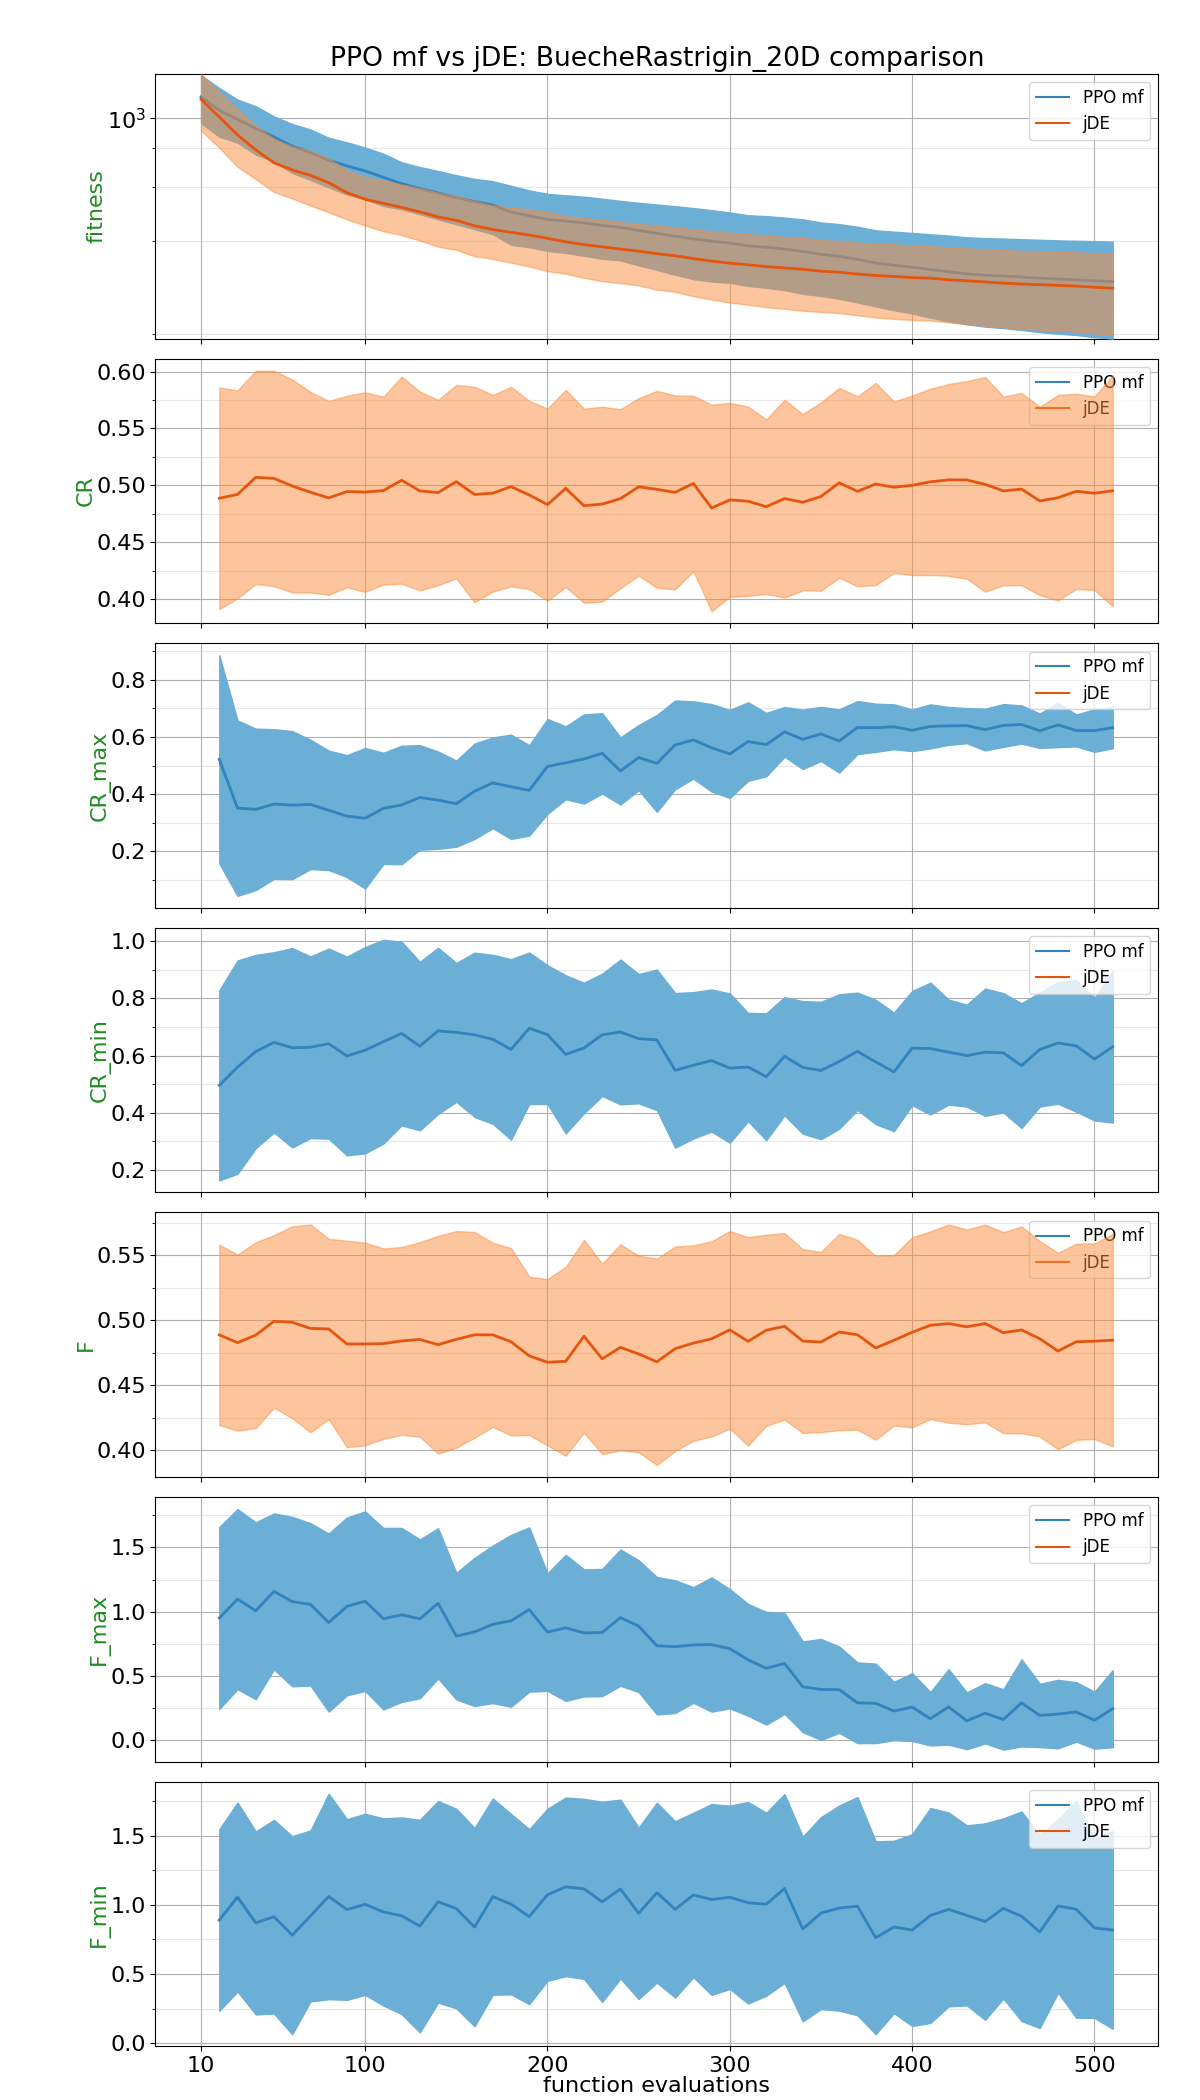 PPO mf vs jDE: BuecheRastrigin_20D comparison
10³
fitness
PPO mf
jDE
0.60
0.55
0.50
0.45
0.40
CR
PPO mf
jDE
0.8
0.6
0.4
0.2
CR_max
PPO mf
jDE
1.0
0.8
0.6
0.4
0.2
CR_min
PPO mf
jDE
0.55
0.50
0.45
0.40
F
PPO mf
jDE
1.5
1.0
0.5
0.0
F_max
PPO mf
jDE
1.5
1.0
0.5
0.0
F_min
PPO mf
jDE
10 100 200 300 400 500
function evaluations